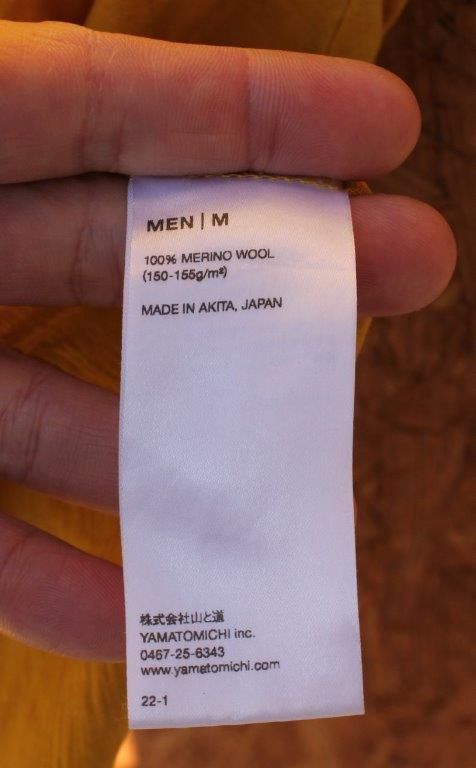 MEN | M
100% MERINO WOOL
(150-155g/m²)
MADE IN AKITA, JAPAN
株式会社山と道
YAMATOMICHI inc.
0467-25-6343
www.yamatomichi.com
22-1